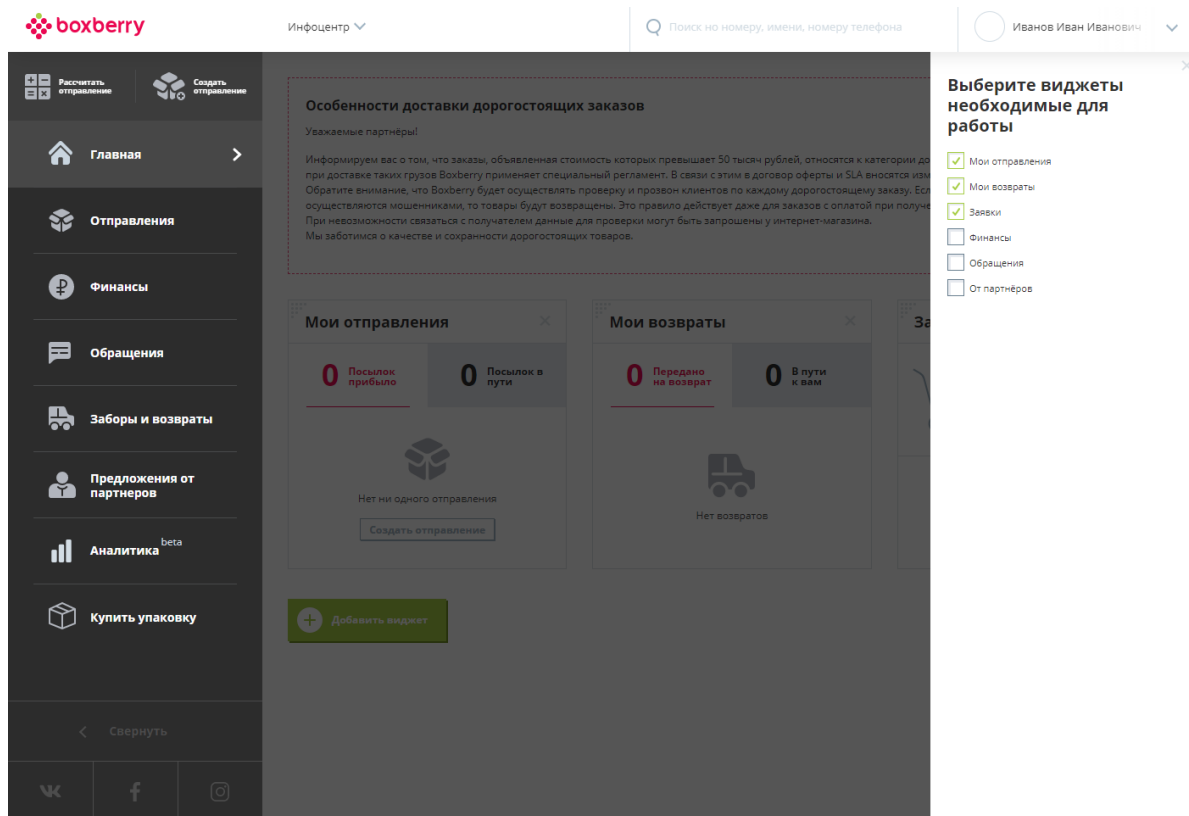 boxberry
Инфоцентр
Поиск но номеру, имени, номеру телефона
Иванов Иван Иванович
Рассчитать
отправление
Создать
отправление
Главная
Отправления
Финансы
Обращения
Заборы и возвраты
Предложения от
партнеров
Аналитика beta
Купить упаковку
Свернуть
Особенности доставки дорогостоящих заказов
Уважаемые партнёры!
Информируем вас о том, что заказы, объявленная стоимость которых превышает 50 тысяч рублей, относятся к категории до
при доставке таких грузов Boxberry применяет специальный регламент. В связи с этим в договор оферты и SLA вносятся изм
Обратите внимание, что Boxberry будет осуществлять проверку и прозвон клиентов по каждому дорогостоящему заказу. Есл
осуществляются мошенниками, то товары будут возвращены. Это правило действует даже для заказов с оплатой при получе
При невозможности связаться с получателем данные для проверки могут быть запрошены у интернет-магазина.
Мы заботимся о качестве и сохранности дорогостоящих товаров.
Мои отправления
0 Посылок
прибыло
0 Посылок в
пути
Нет ни одного отправления
Создать отправление
Мои возвраты
0 Передано
на возврат
0 В пути
к вам
Нет возвратов
За
Добавить виджет
Выберите виджеты
необходимые для
работы
Мои отправления
Мои возвраты
Заявки
Финансы
Обращения
От партнёров